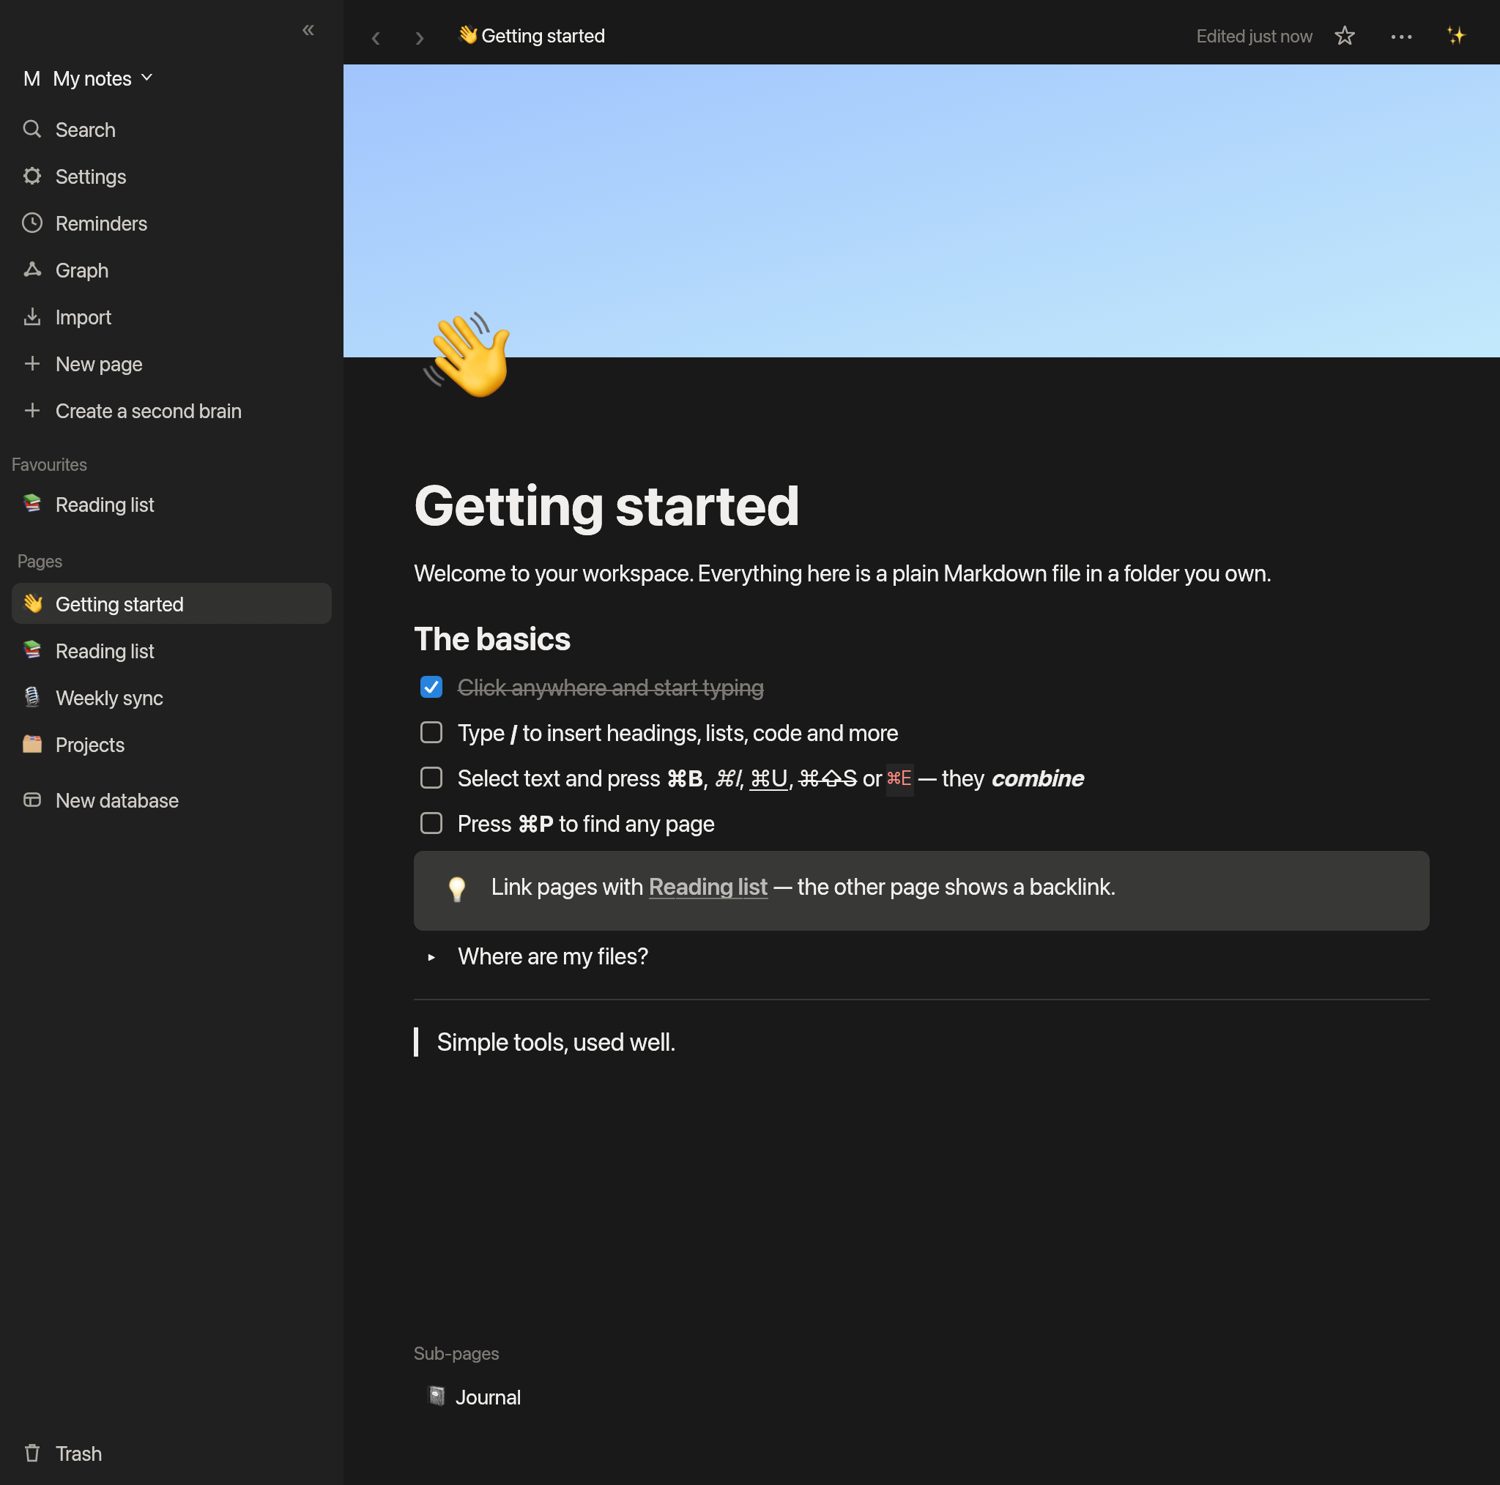 M My notes
Search
Settings
Reminders
Graph
Import
New page
Create a second brain
Favourites
Reading list
Pages
Getting started
Reading list
Weekly sync
Projects
New database
Trash
Getting started
Edited just now
Getting started
Welcome to your workspace. Everything here is a plain Markdown file in a folder you own.
The basics
Click anywhere and start typing
Type / to insert headings, lists, code and more
Select text and press ⌘B, ⌘I, ⌘U, ⌘⇧S or ⌘E — they combine
Press ⌘P to find any page
Link pages with Reading list — the other page shows a backlink.
Where are my files?
Simple tools, used well.
Sub-pages
Journal